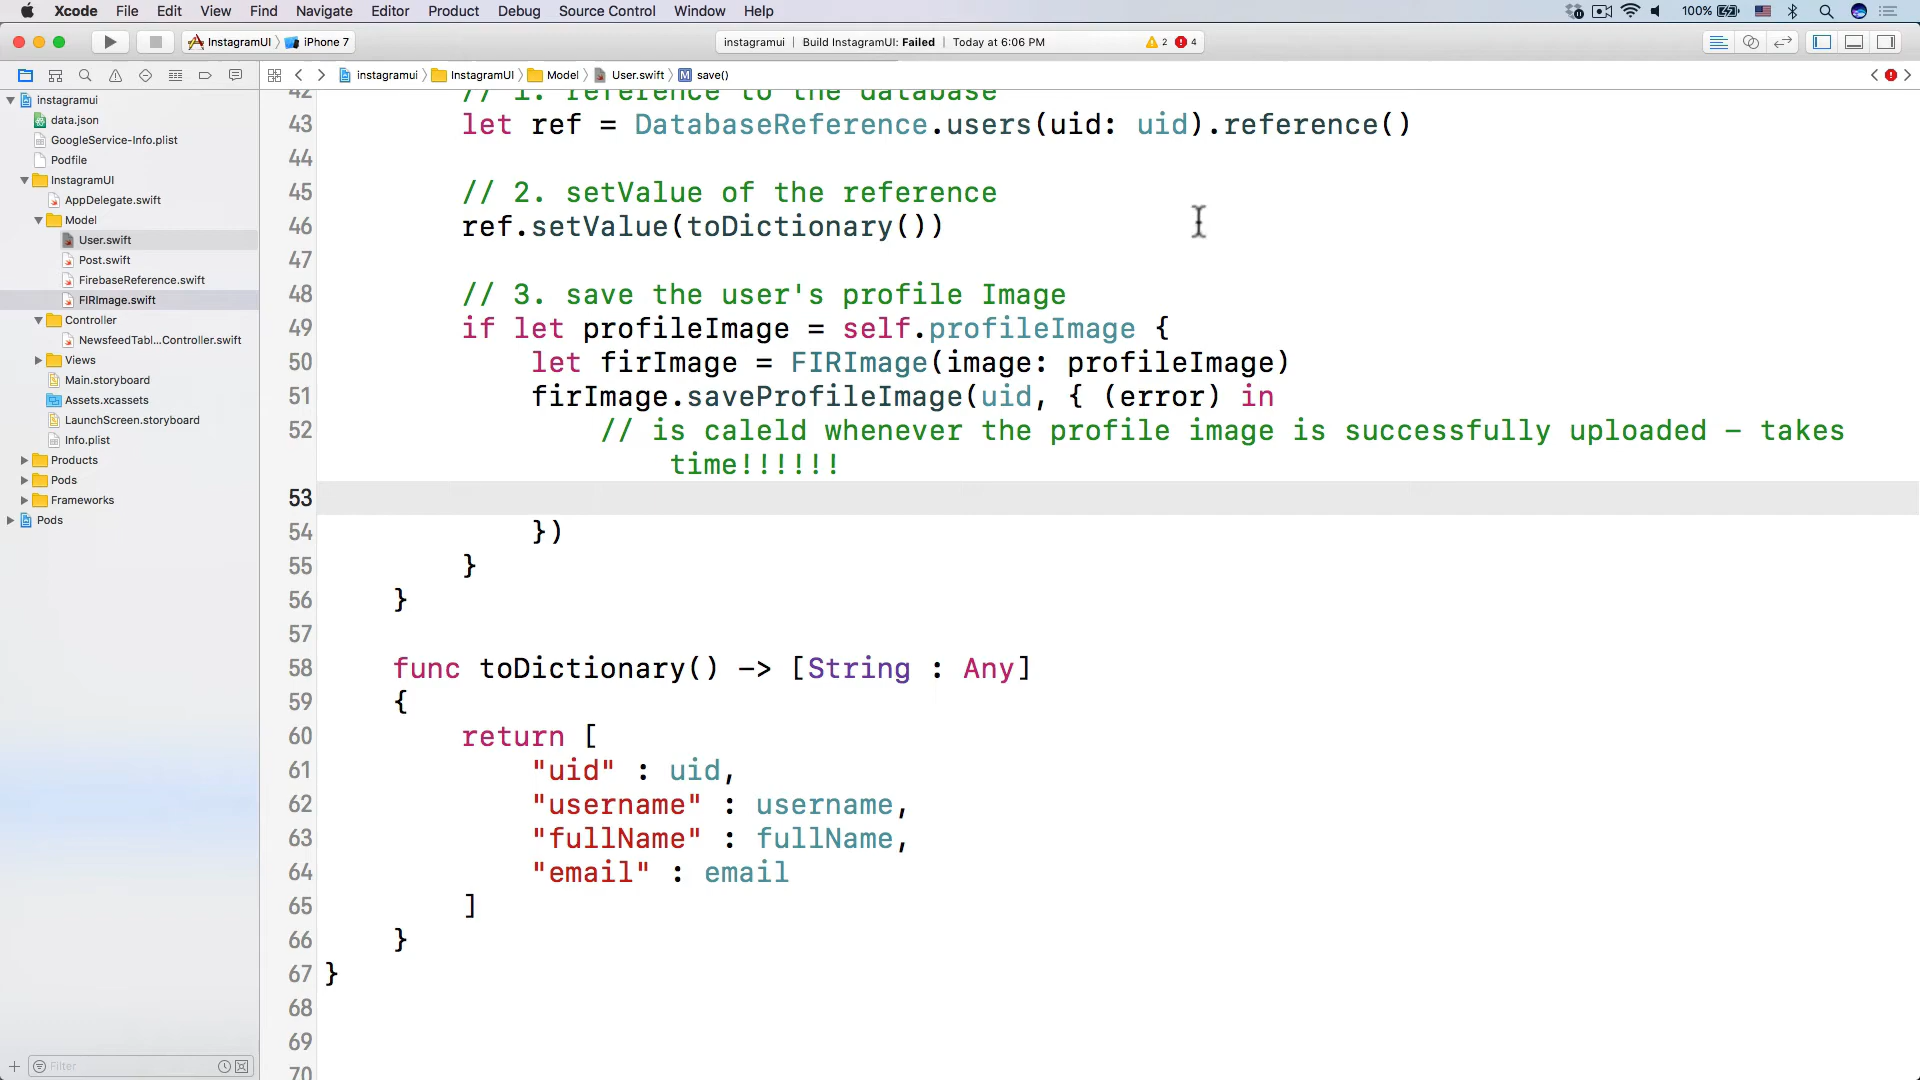 Xcode File Edit View Find Navigate Editor Product Debug Source Control Window Help 100%
InstagramUI iPhone 7 instagramui | Build InstagramUI: Failed | Today at 6:06 PM 2 4
instagramui InstagramUI Model User.swift M save()
instagramui
data.json
GoogleService-Info.plist
Podfile
InstagramUI
AppDelegate.swift
Model
User.swift
Post.swift
FirebaseReference.swift
FIRImage.swift
Controller
NewsfeedTabl...Controller.swift
Views
Main.storyboard
Assets.xcassets
LaunchScreen.storyboard
Info.plist
Products
Pods
Frameworks
Pods
Filter
42 // 1. reference to the database
43 let ref = DatabaseReference.users(uid: uid).reference()
44
45 // 2. setValue of the reference
46 ref.setValue(toDictionary())
47
48 // 3. save the user's profile Image
49 if let profileImage = self.profileImage {
50 let firImage = FIRImage(image: profileImage)
51 firImage.saveProfileImage(uid, { (error) in
52 // is caleld whenever the profile image is successfully uploaded – takes
time!!!!!!
53
54 })
55 }
56 }
57
58 func toDictionary() -> [String : Any]
59 {
60 return [
61 "uid" : uid,
62 "username" : username,
63 "fullName" : fullName,
64 "email" : email
65 ]
66 }
67 }
68
69
70